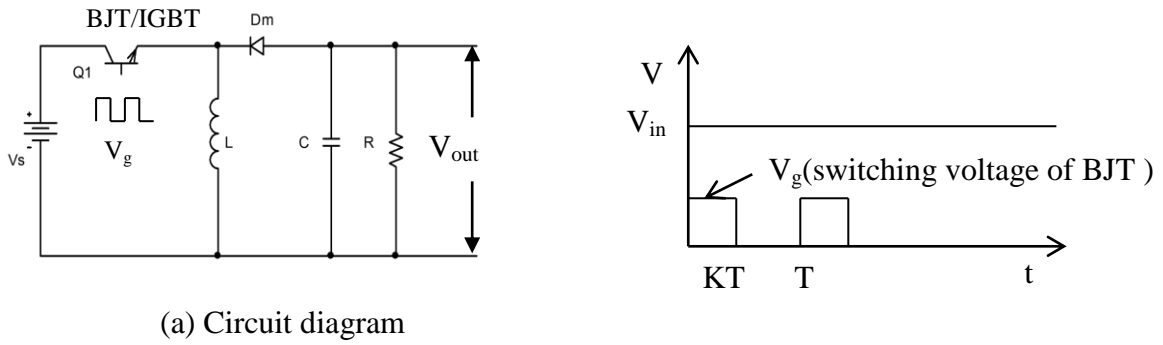 BJT/IGBT
Dm
Q1
V
V_in
+
Vs
-
V_g
L
C
R
V_out
V_g(switching voltage of BJT )
KT
T
t
(a) Circuit diagram